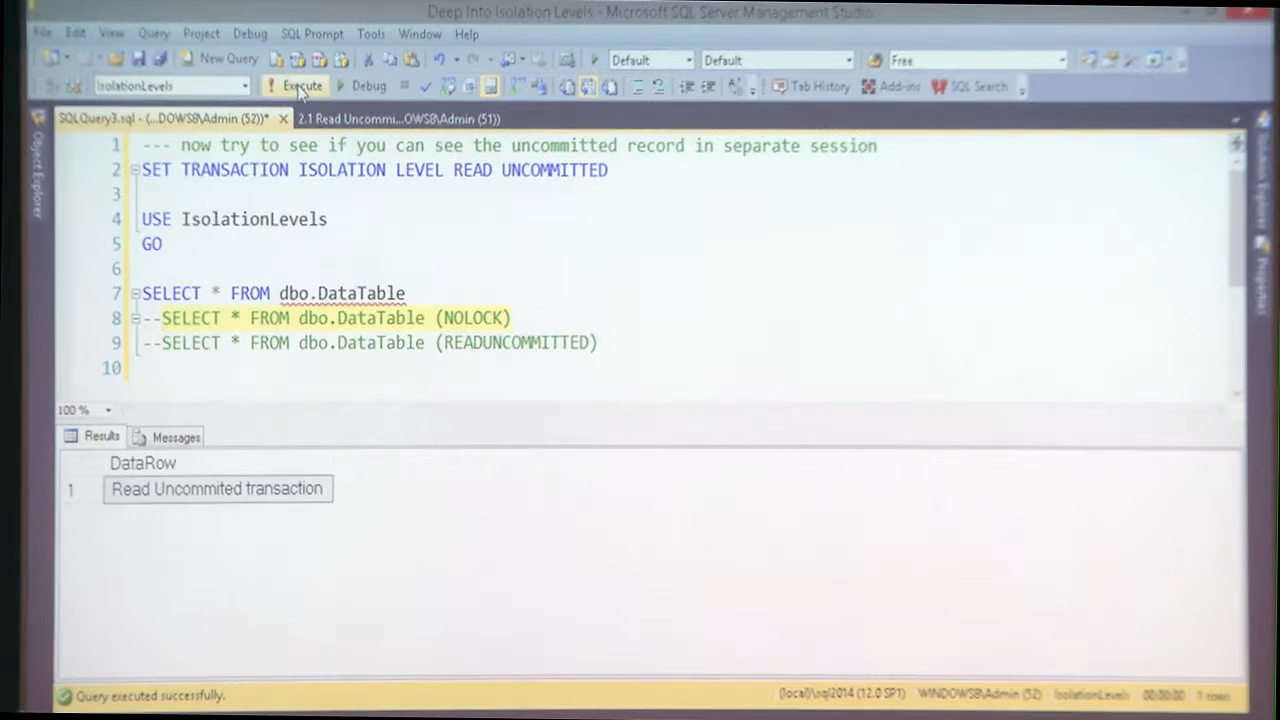 Deep Into Isolation Levels - Microsoft SQL Server Management Studio
File Edit View Query Project Debug SQL Prompt Tools Window Help
New Query Default Default Free
IsolationLevels Execute Debug Tab History Add-ins SQL Search
SQLQuery3.sql - (...DOWS8\Admin (52))* 2.1 Read Uncommi...OWS8\Admin (51))
Object Explorer
1 --- now try to see if you can see the uncommitted record in separate session
2 SET TRANSACTION ISOLATION LEVEL READ UNCOMMITTED
3
4 USE IsolationLevels
5 GO
6
7 SELECT * FROM dbo.DataTable
8 --SELECT * FROM dbo.DataTable (NOLOCK)
9 --SELECT * FROM dbo.DataTable (READUNCOMMITTED)
10
Solution Explorer
Properties
100 %
Results Messages
DataRow
1 Read Uncommited transaction
Query executed successfully. (local)\sql2014 (12.0 SP1) WINDOWS8\Admin (52) IsolationLevels 00:00:00 1 rows